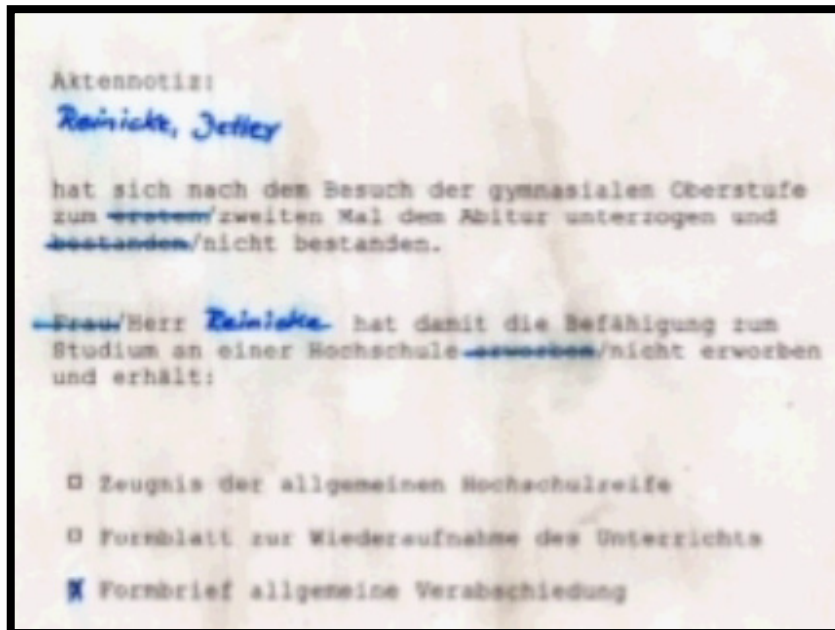 Aktennotiz:
Reinicke, Jetter
hat sich nach dem Besuch der gymnasialen Oberstufe
zum ersten/zweiten Mal dem Abitur unterzogen und
bestanden/nicht bestanden.
Frau/Herr Reinicke hat damit die Befähigung zum
Studium an einer Hochschule erworben/nicht erworben
und erhält:
Zeugnis der allgemeinen Hochschulreife
Formblatt zur Wiederaufnahme des Unterrichts
Formbrief allgemeine Verabschiedung